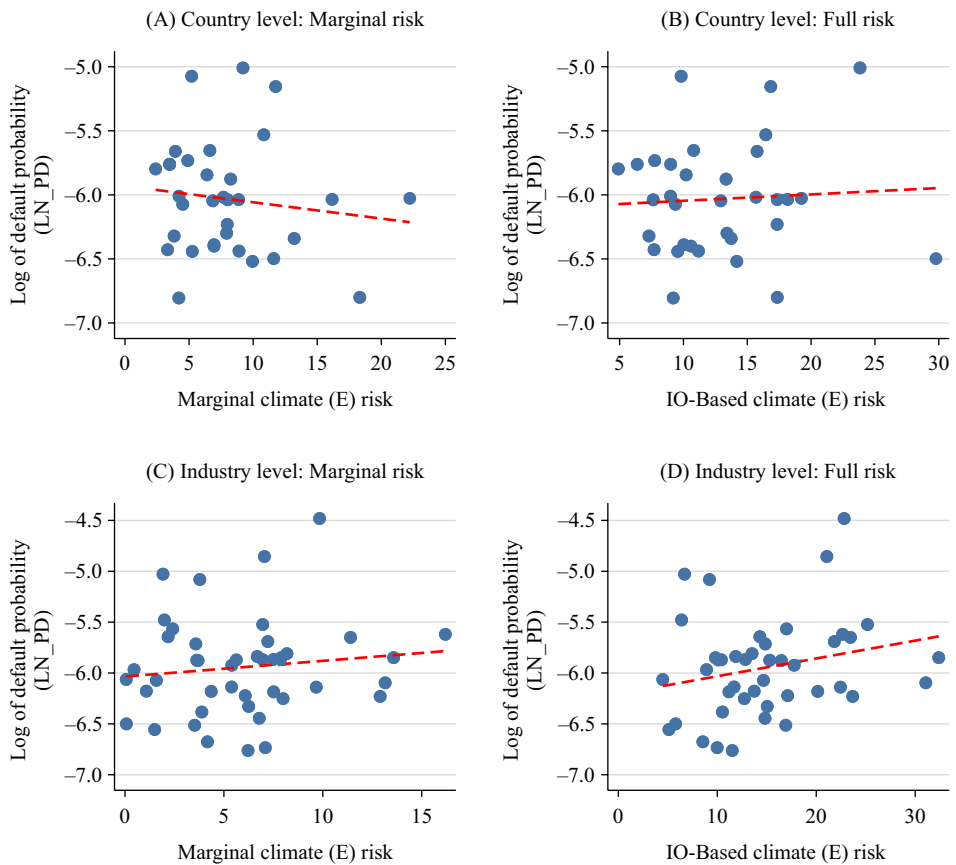 (A) Country level: Marginal risk
Log of default probability
(LN_PD)
–5.0
–5.5
–6.0
–6.5
–7.0
0 5 10 15 20 25
Marginal climate (E) risk
(B) Country level: Full risk
Log of default probability
(LN_PD)
–5.0
–5.5
–6.0
–6.5
–7.0
5 10 15 20 25 30
IO-Based climate (E) risk
(C) Industry level: Marginal risk
Log of default probability
(LN_PD)
–4.5
–5.0
–5.5
–6.0
–6.5
–7.0
0 5 10 15
Marginal climate (E) risk
(D) Industry level: Full risk
Log of default probability
(LN_PD)
–4.5
–5.0
–5.5
–6.0
–6.5
–7.0
0 10 20 30
IO-Based climate (E) risk